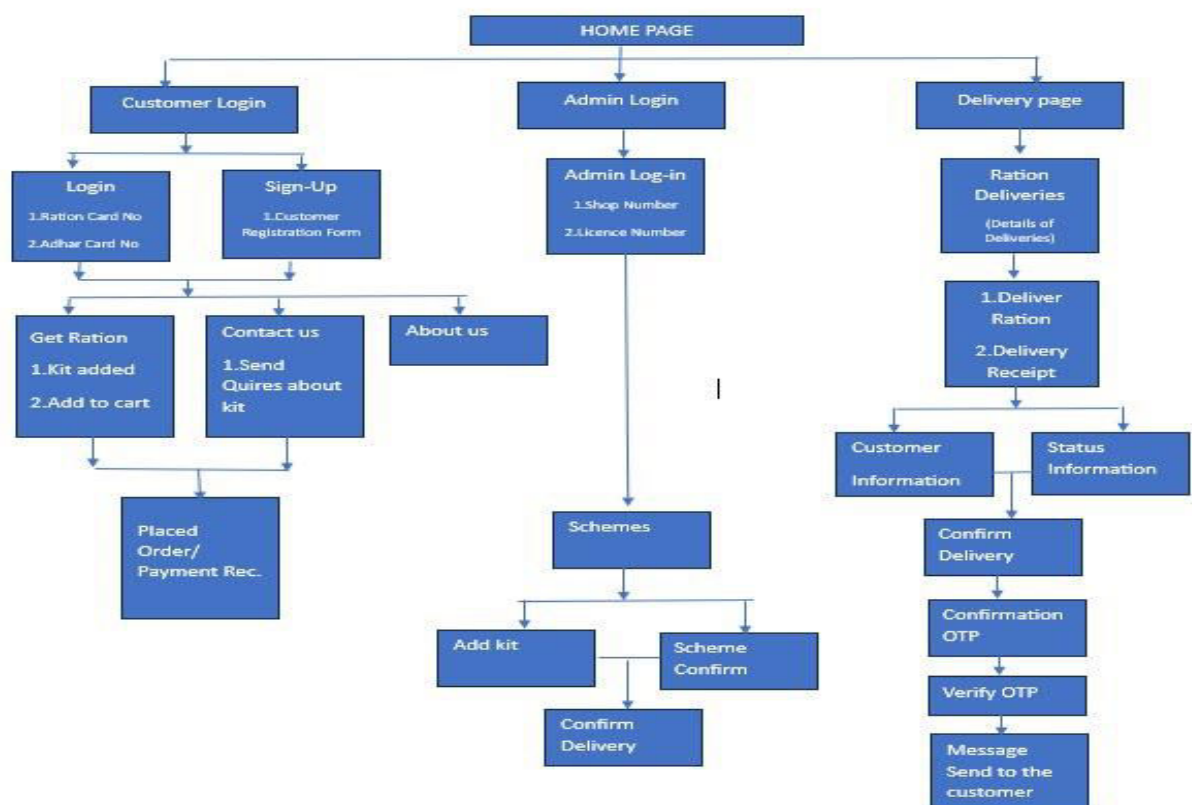 HOME PAGE
Customer Login
Admin Login
Delivery page
Login
1.Ration Card No
2.Adhar Card No
Sign-Up
1.Customer
Registration Form
Admin Log-in
1.Shop Number
2.Licence Number
Ration
Deliveries
(Details of
Deliveries)
Get Ration
1.Kit added
2.Add to cart
Contact us
1.Send
Quires about
kit
About us
1.Deliver
Ration
2.Delivery
Receipt
Customer
Information
Status
Information
Placed
Order/
Payment Rec.
Schemes
Confirm
Delivery
Add kit
Scheme
Confirm
Confirmation
OTP
Confirm
Delivery
Verify OTP
Message
Send to the
customer